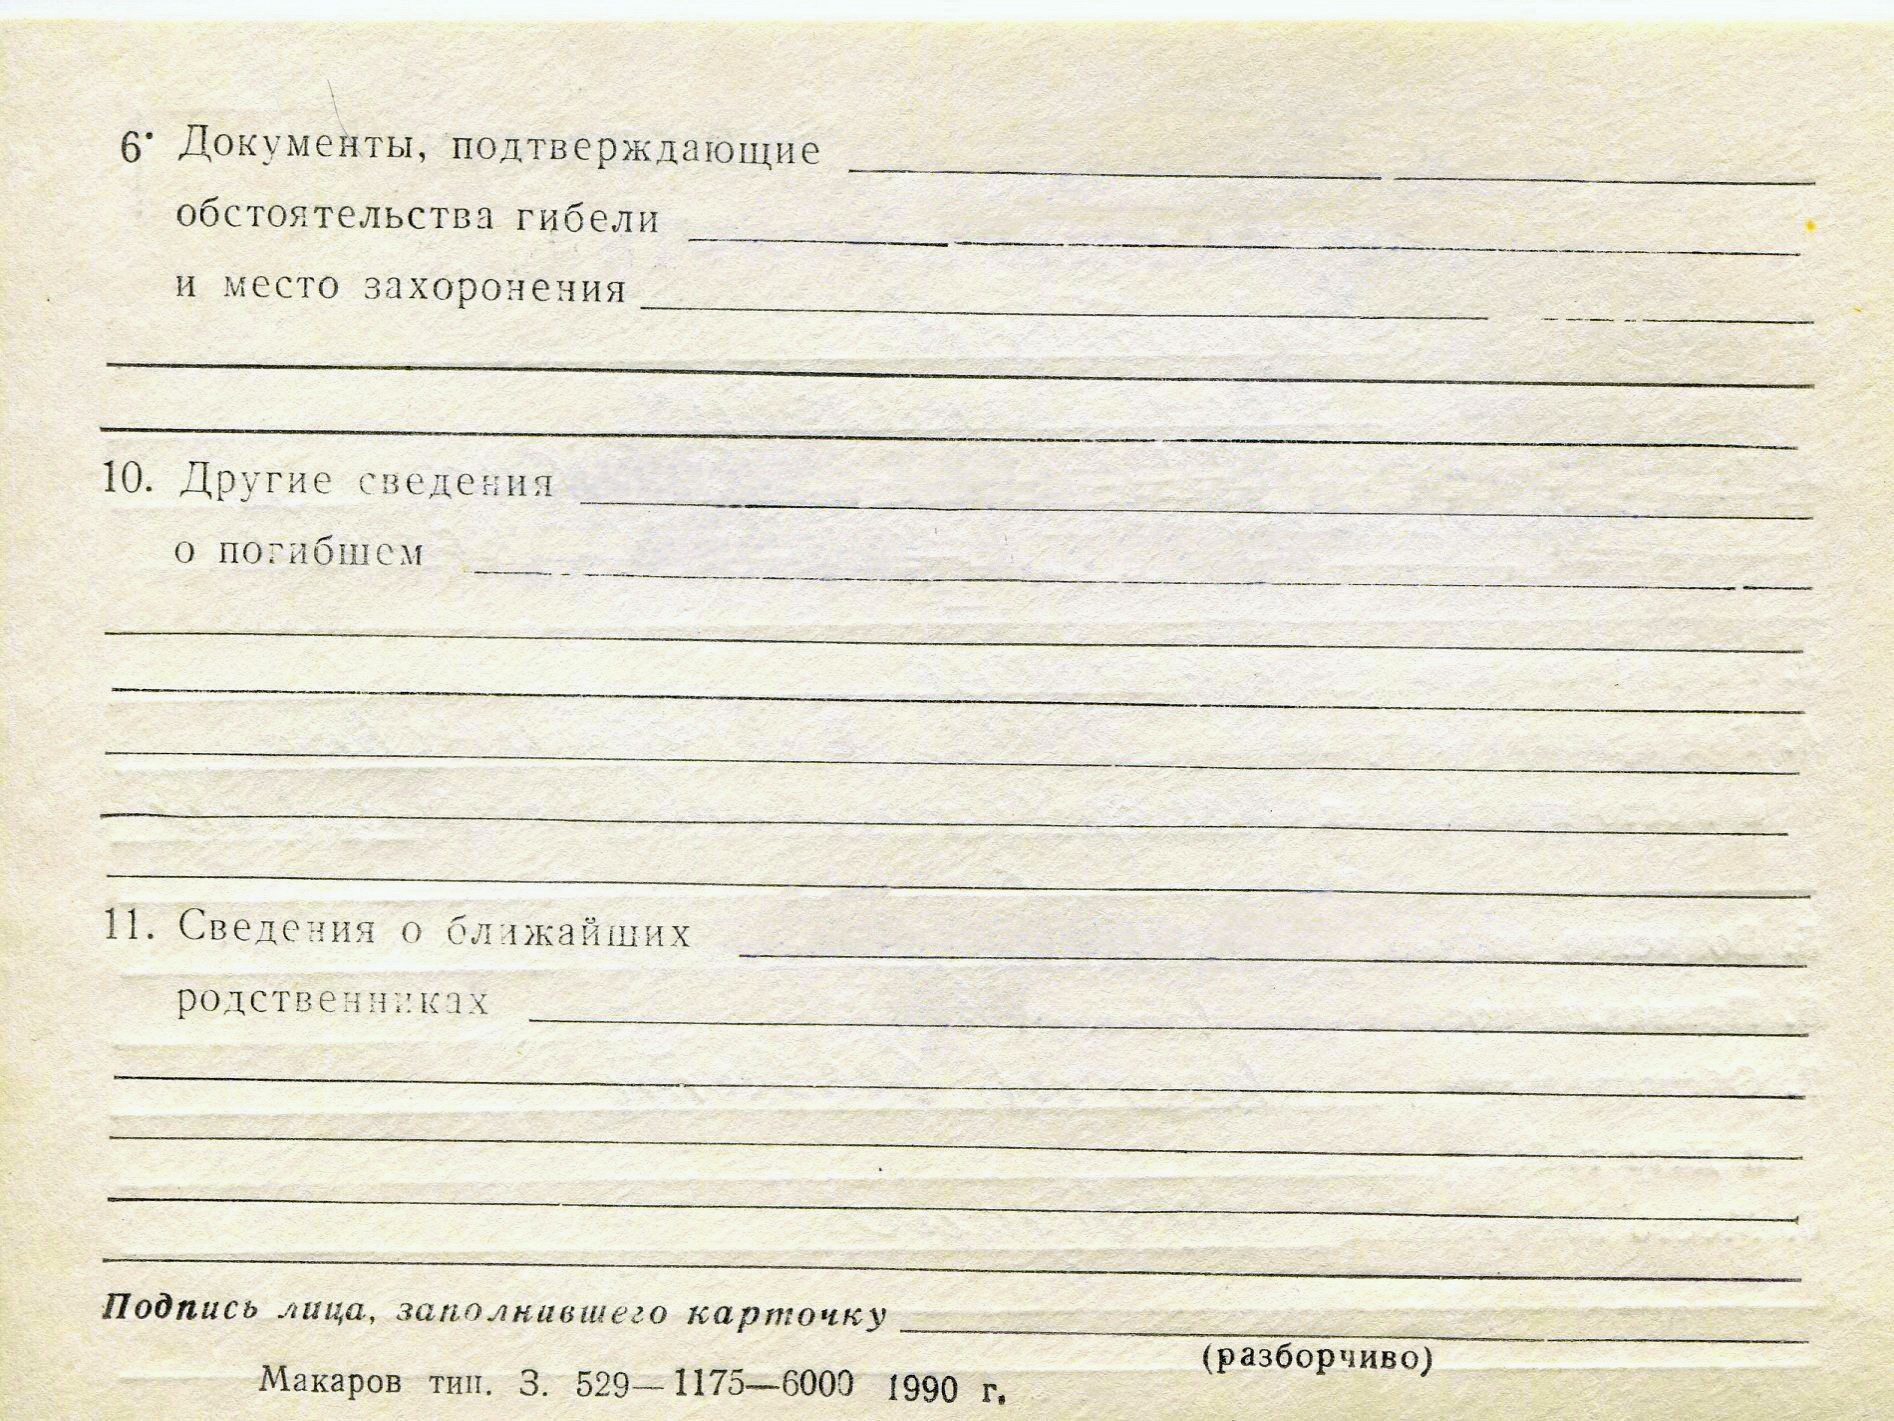 6. Документы, подтверждающие
обстоятельства гибели
и место захоронения
10. Другие сведения
о погибшем
11. Сведения о ближайших
родственниках
Подпись лица, заполнившего карточку
(разборчиво)
Макаров тип. З. 529—1175—6000 1990 г.